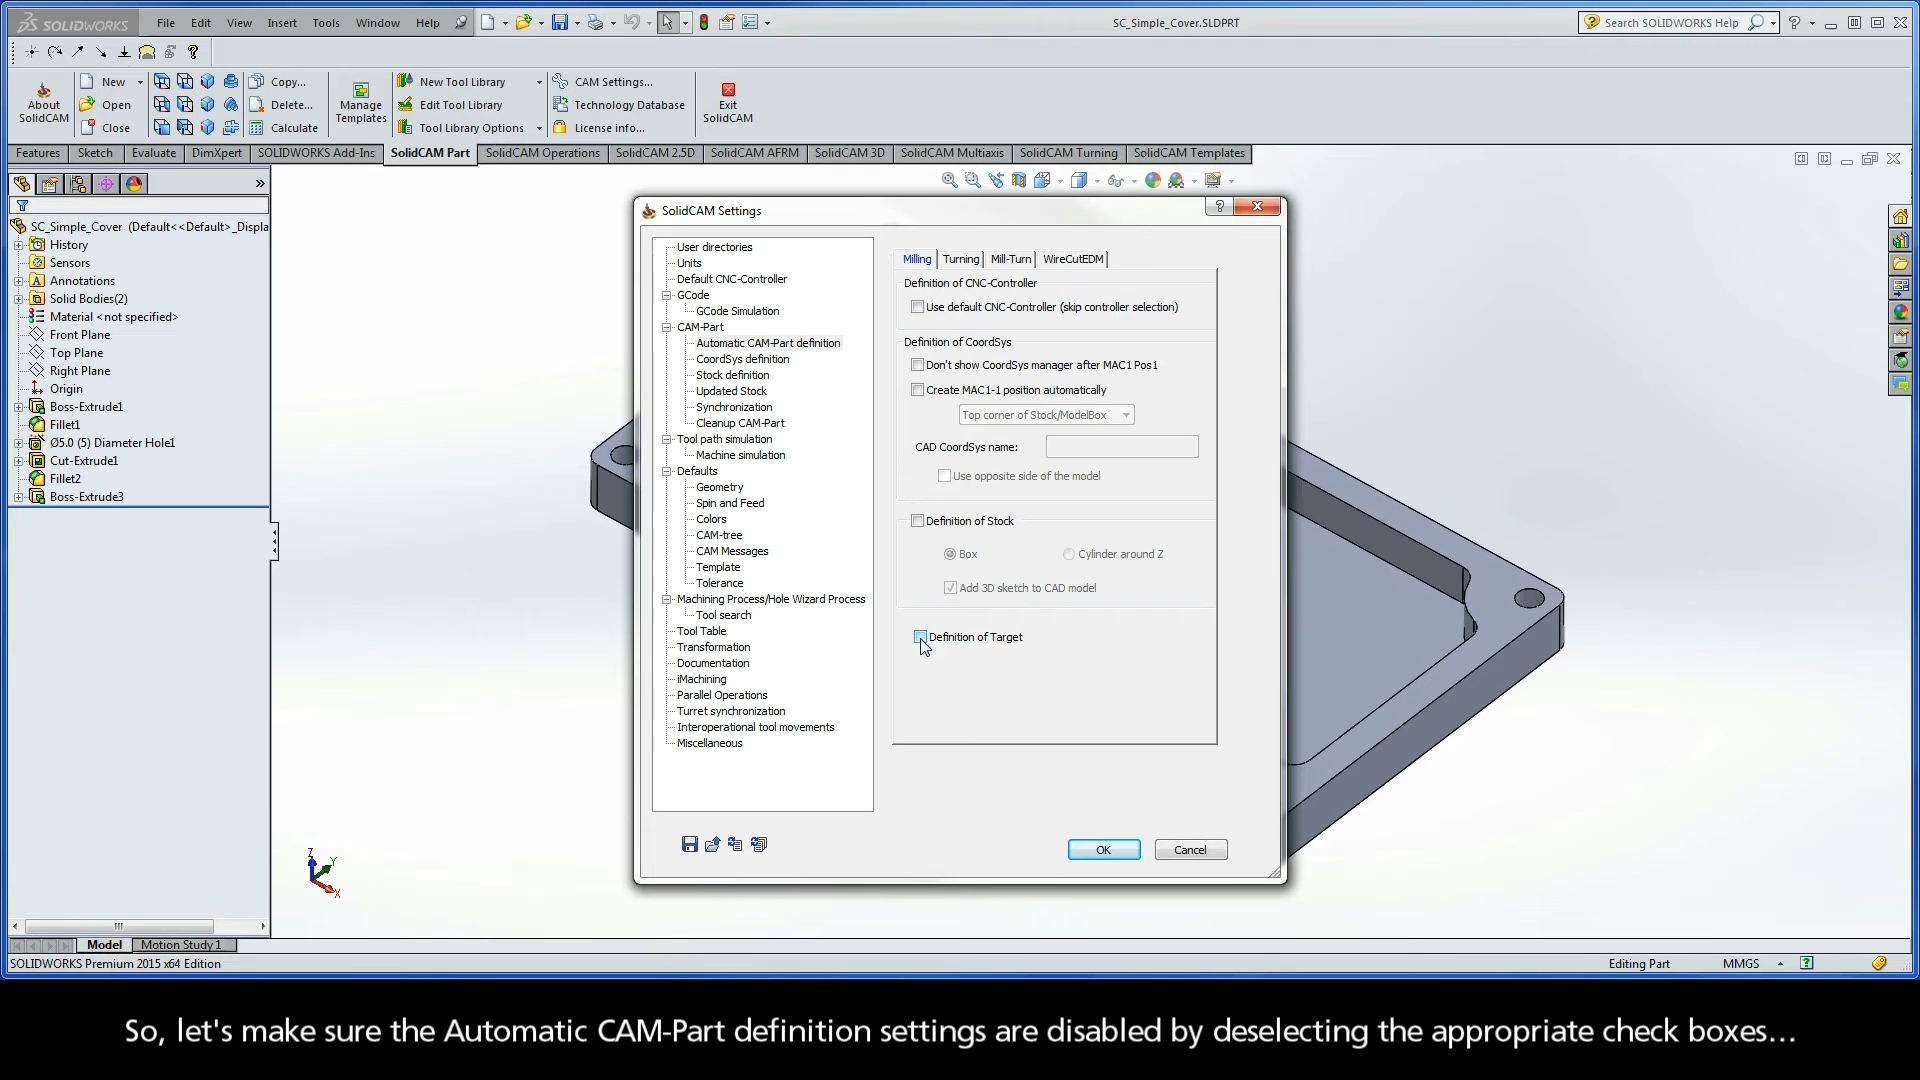 SOLIDWORKS File Edit View Insert Tools Window Help SC_Simple_Cover.SLDPRT Search SOLIDWORKS Help
About SolidCAM
New
Open
Close
Copy...
Delete...
Calculate
Manage Templates
New Tool Library
Edit Tool Library
Tool Library Options
CAM Settings...
Technology Database
License info...
Exit SolidCAM
Features Sketch Evaluate DimXpert SOLIDWORKS Add-Ins SolidCAM Part SolidCAM Operations SolidCAM 2.5D SolidCAM AFRM SolidCAM 3D SolidCAM Multiaxis SolidCAM Turning SolidCAM Templates
SC_Simple_Cover (Default<<Default>_Displa
History
Sensors
Annotations
Solid Bodies(2)
Material <not specified>
Front Plane
Top Plane
Right Plane
Origin
Boss-Extrude1
Fillet1
Ø5.0 (5) Diameter Hole1
Cut-Extrude1
Fillet2
Boss-Extrude3
SolidCAM Settings
User directories
Units
Default CNC-Controller
GCode
GCode Simulation
CAM-Part
Automatic CAM-Part definition
CoordSys definition
Stock definition
Updated Stock
Synchronization
Cleanup CAM-Part
Tool path simulation
Machine simulation
Defaults
Geometry
Spin and Feed
Colors
CAM-tree
CAM Messages
Template
Tolerance
Machining Process/Hole Wizard Process
Tool search
Tool Table
Transformation
Documentation
iMachining
Parallel Operations
Turret synchronization
Interoperational tool movements
Miscellaneous
Milling Turning Mill-Turn WireCutEDM
Definition of CNC-Controller
Use default CNC-Controller (skip controller selection)
Definition of CoordSys
Don't show CoordSys manager after MAC1 Pos1
Create MAC1-1 position automatically
Top corner of Stock/ModelBox
CAD CoordSys name:
Use opposite side of the model
Definition of Stock
Box Cylinder around Z
Add 3D sketch to CAD model
Definition of Target
OK Cancel
Z Y X
Model Motion Study 1
SOLIDWORKS Premium 2015 x64 Edition Editing Part MMGS
So, let's make sure the Automatic CAM-Part definition settings are disabled by deselecting the appropriate check boxes...